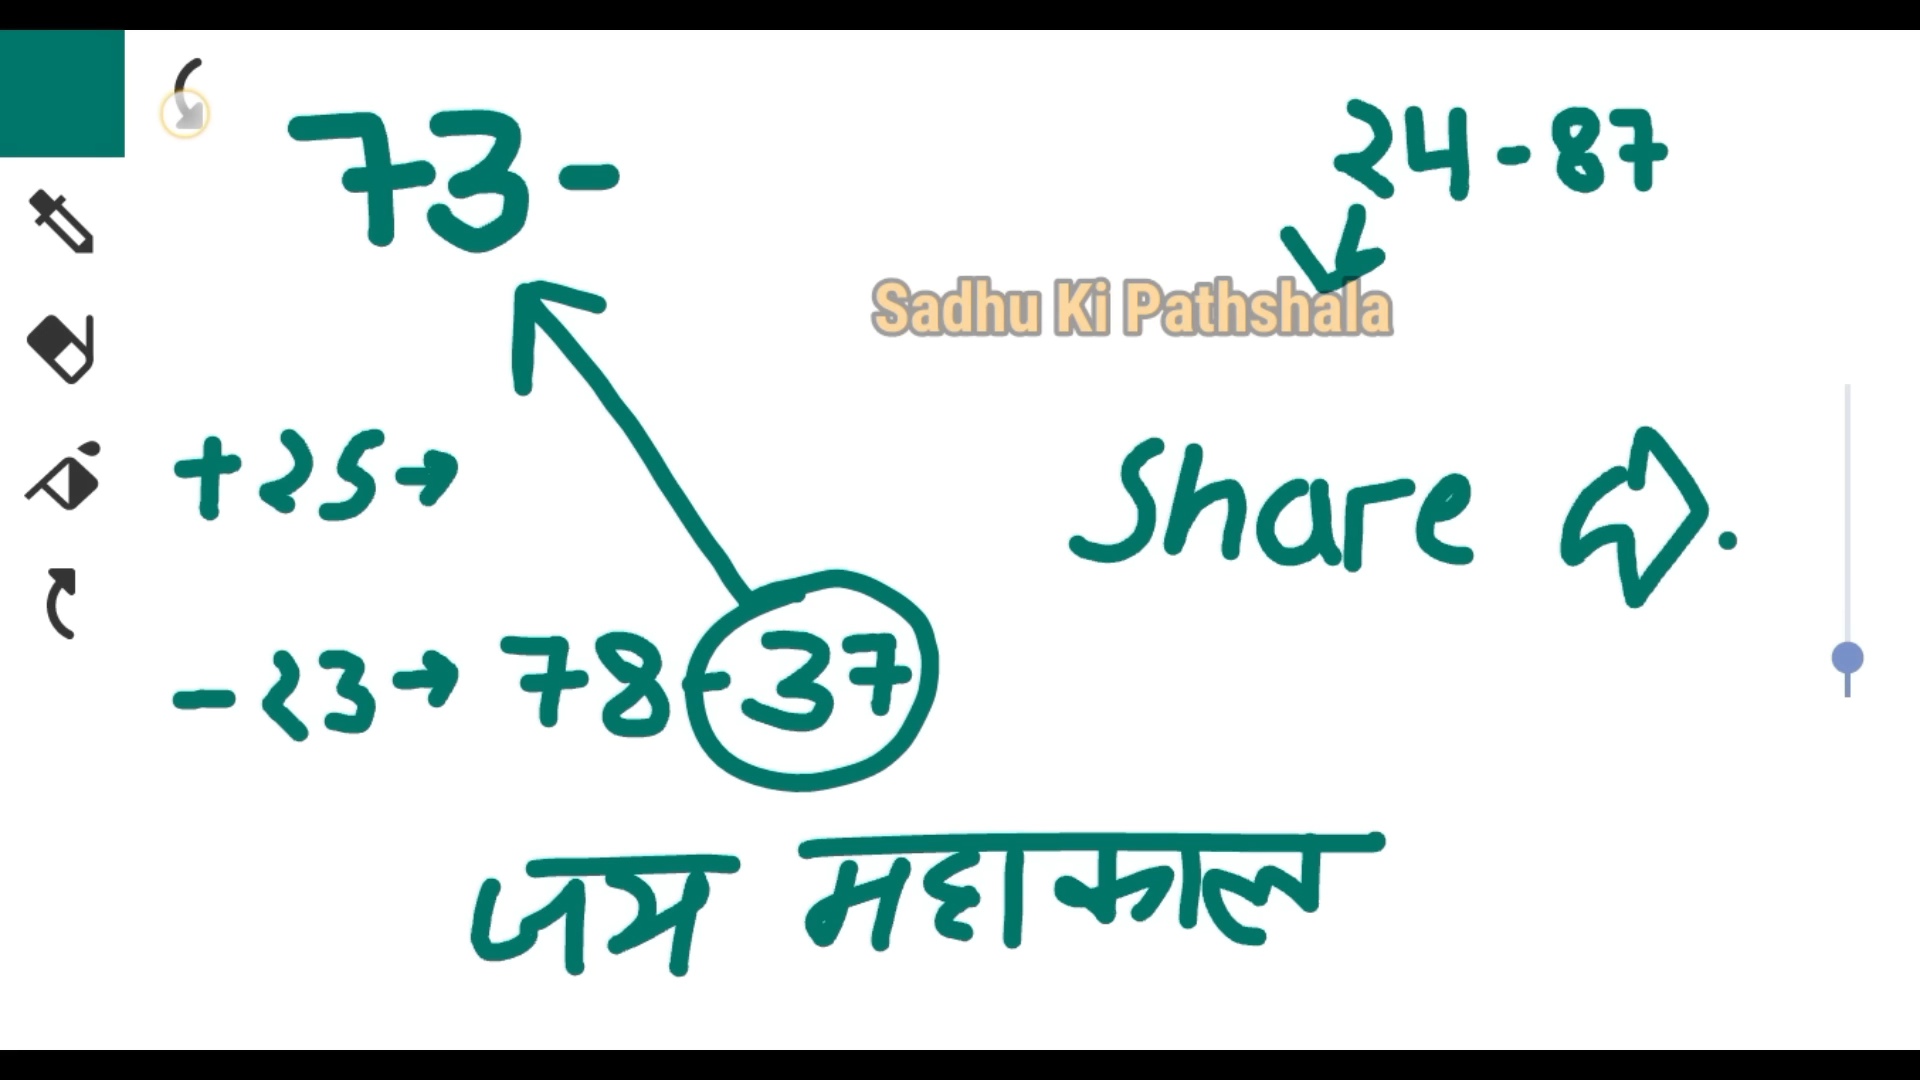 73-
24-87
Sadhu Ki Pathshala
+25→
Share
-23→ 78-37
जय महाकाल